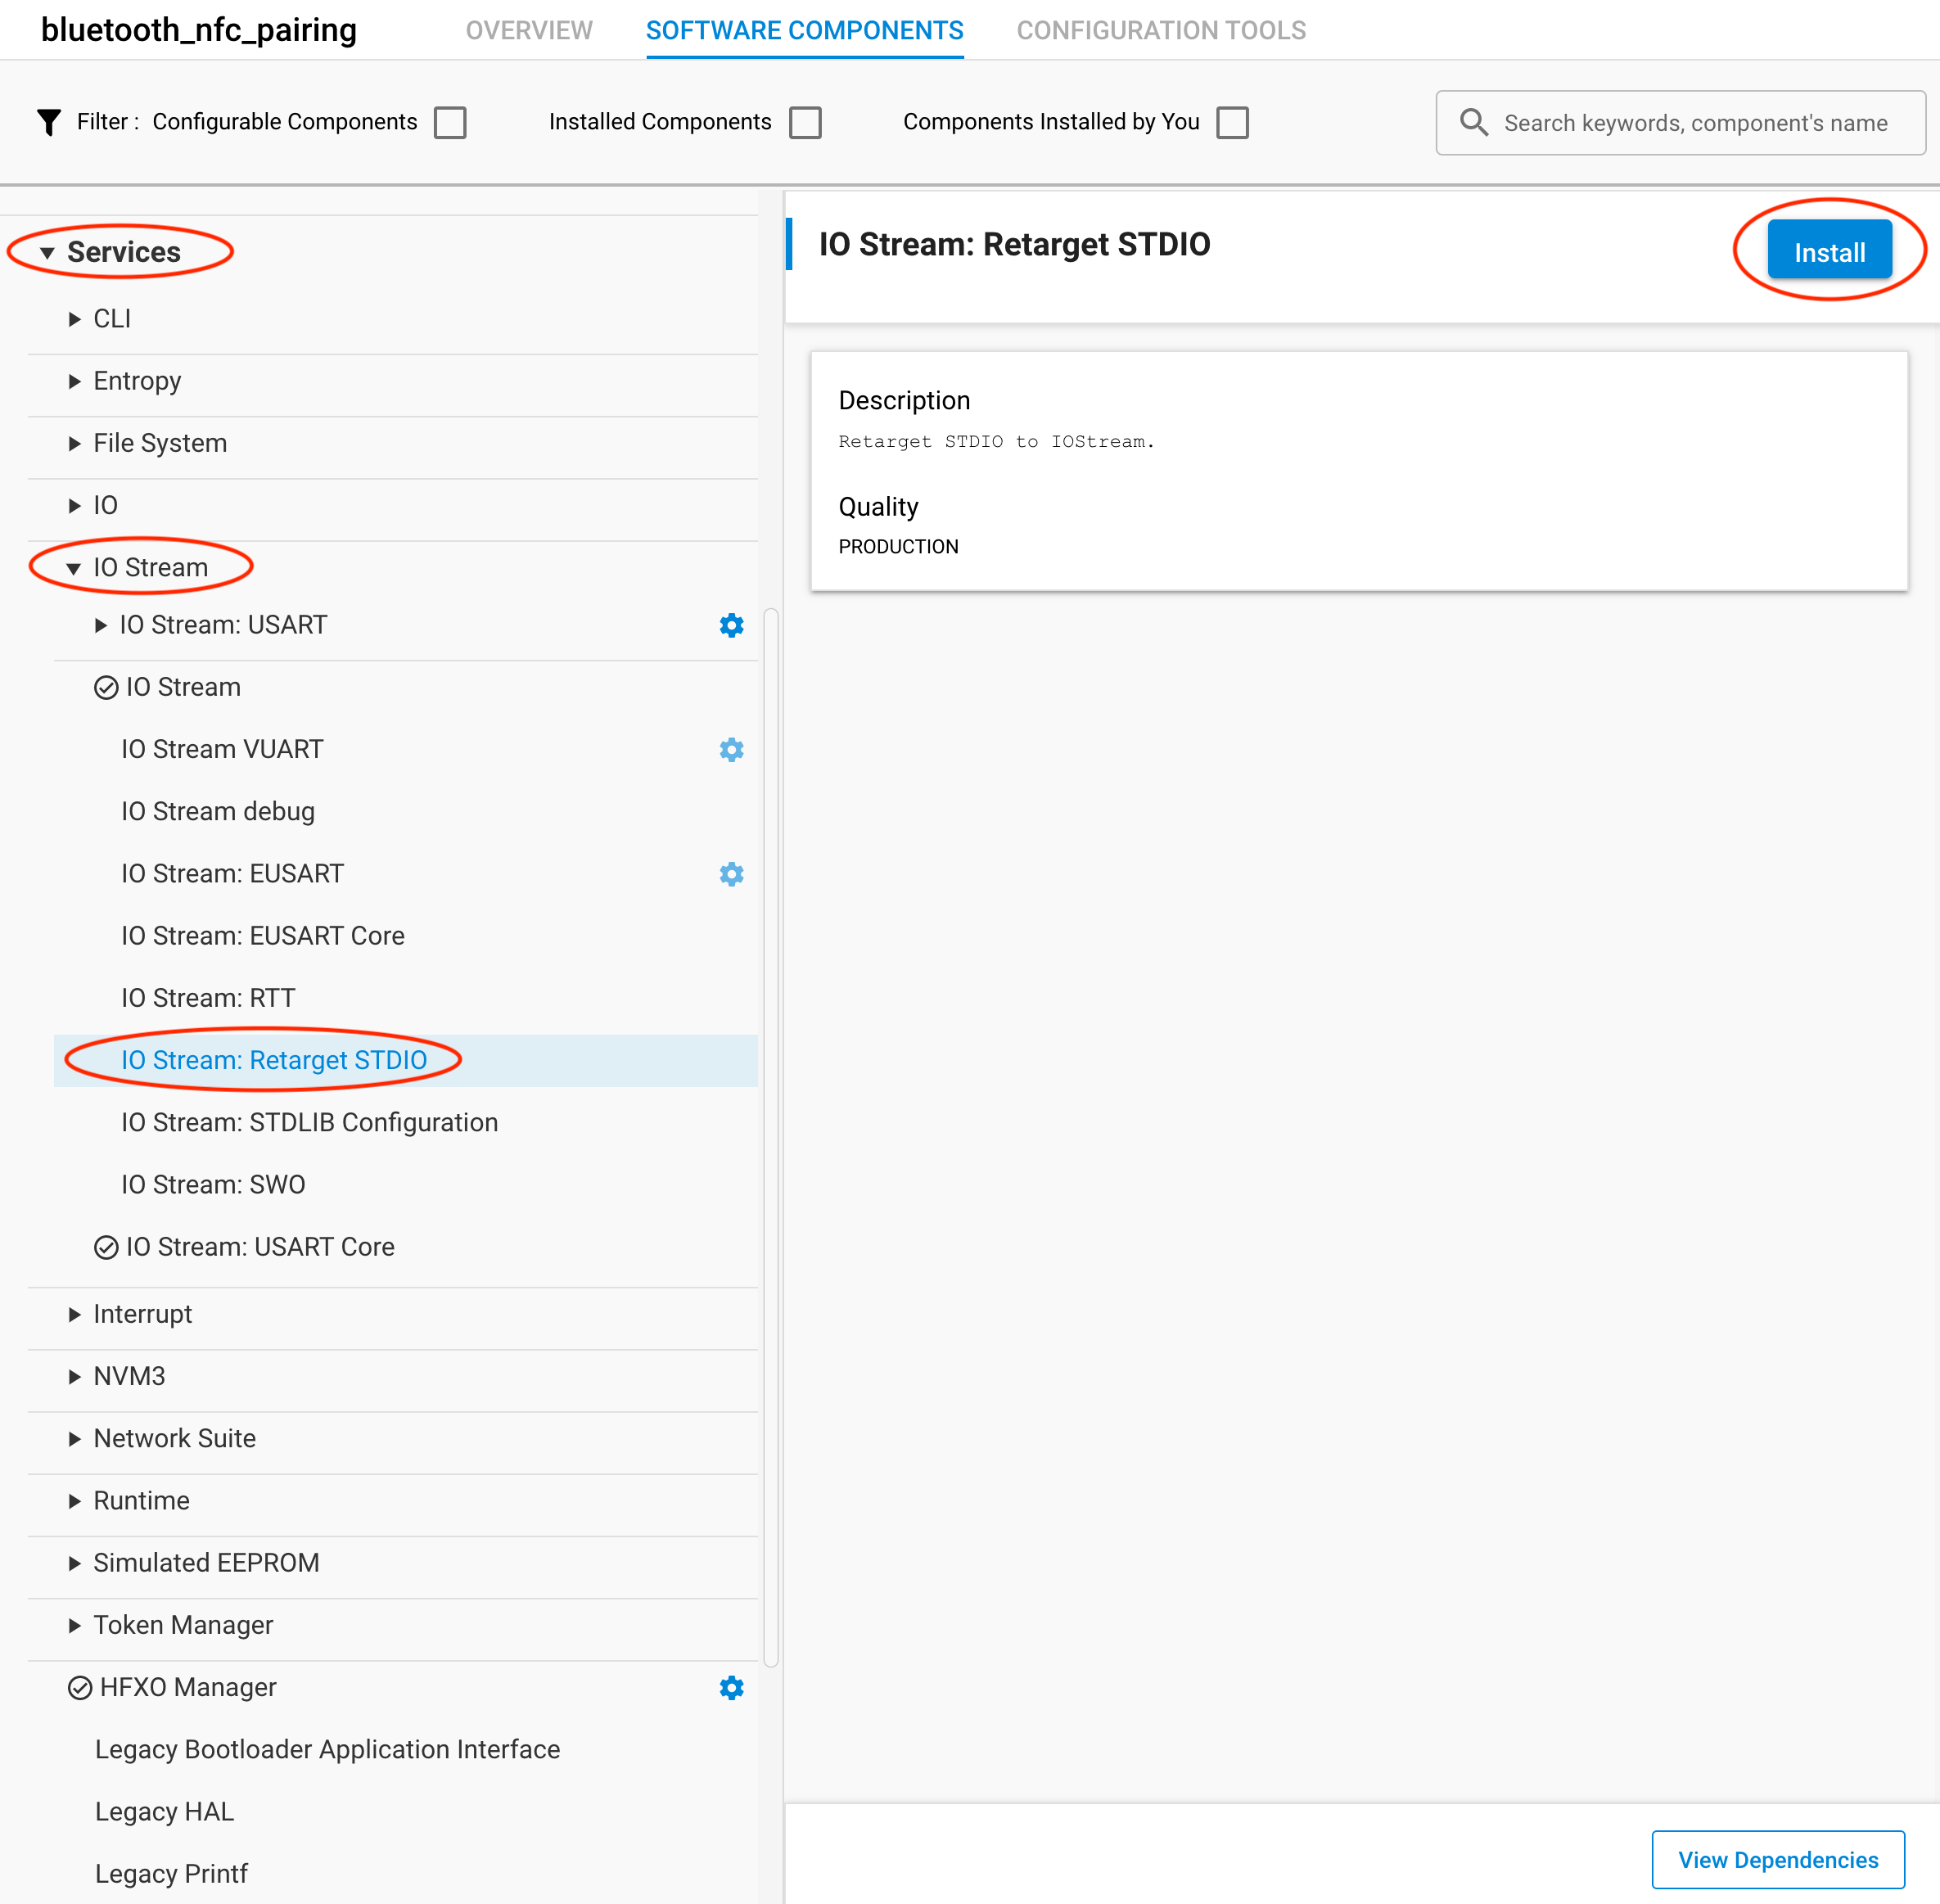 bluetooth_nfc_pairing OVERVIEW SOFTWARE COMPONENTS CONFIGURATION TOOLS
Filter : Configurable Components Installed Components Components Installed by You Search keywords, component's name
Services
CLI
Entropy
File System
IO
IO Stream
IO Stream: USART
IO Stream
IO Stream VUART
IO Stream debug
IO Stream: EUSART
IO Stream: EUSART Core
IO Stream: RTT
IO Stream: Retarget STDIO
IO Stream: STDLIB Configuration
IO Stream: SWO
IO Stream: USART Core
Interrupt
NVM3
Network Suite
Runtime
Simulated EEPROM
Token Manager
HFXO Manager
Legacy Bootloader Application Interface
Legacy HAL
Legacy Printf
IO Stream: Retarget STDIO
Install
Description
Retarget STDIO to IOStream.
Quality
PRODUCTION
View Dependencies